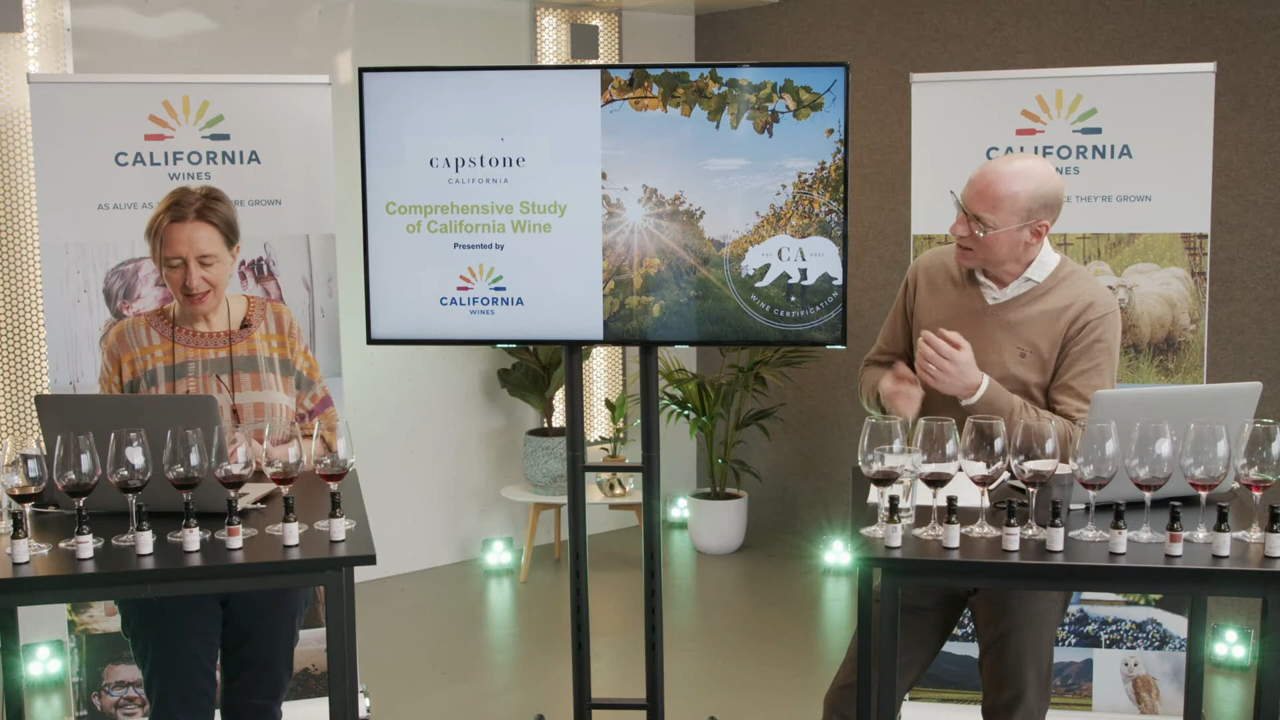 CALIFORNIA
WINES
AS ALIVE AS
RE GROWN
CAPSTONE
CALIFORNIA
Comprehensive Study
of California Wine
Presented by
CALIFORNIA
WINES
CA
WINE CERTIFICATION
CALIFORNIA
WINES
CE THEY'RE GROWN